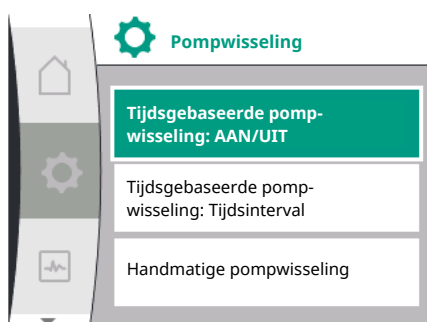 Pompwisseling
Tijdsgebaseerde pomp-
wisseling: AAN/UIT
Tijdsgebaseerde pomp-
wisseling: Tijdsinterval
Handmatige pompwisseling